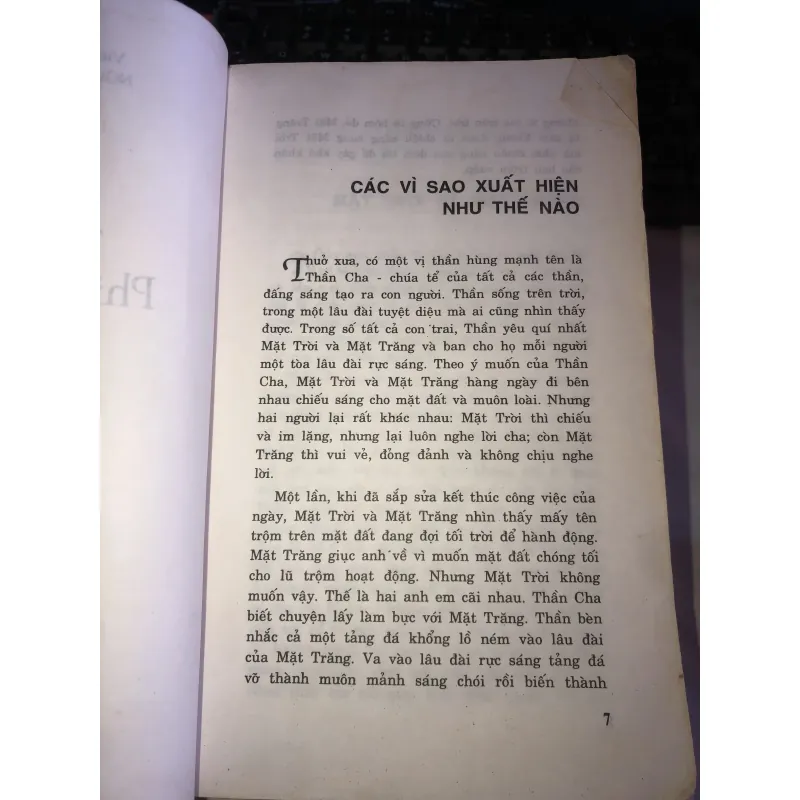 CÁC VÌ SAO XUẤT HIỆN
NHƯ THẾ NÀO
Thuở xưa, có một vị thần hùng mạnh tên là
Thần Cha - chúa tể của tất cả các thần,
đấng sáng tạo ra con người. Thần sống trên trời,
trong một lâu đài tuyệt diệu mà ai cũng nhìn thấy
được. Trong số tất cả con trai, Thần yêu quí nhất
Mặt Trời và Mặt Trăng và ban cho họ mỗi người
một tòa lâu đài rực sáng. Theo ý muốn của Thần
Cha, Mặt Trời và Mặt Trăng hàng ngày đi bên
nhau chiếu sáng cho mặt đất và muôn loài. Nhưng
hai người lại rất khác nhau: Mặt Trời thì chiếu
và im lặng, nhưng lại luôn nghe lời cha; còn Mặt
Trăng thì vui vẻ, đỏng đảnh và không chịu nghe
lời.
Một lần, khi đã sắp sửa kết thúc công việc của
ngày, Mặt Trời và Mặt Trăng nhìn thấy mấy tên
trộm trên mặt đất đang đợi tối trời để hành động.
Mặt Trăng giục anh về vì muốn mặt đất chóng tối
cho lũ trộm hoạt động. Nhưng Mặt Trời không
muốn vậy. Thế là hai anh em cãi nhau. Thần Cha
biết chuyện lấy làm bực với Mặt Trăng. Thần bèn
nhắc cả một tảng đá khổng lồ ném vào lâu đài
của Mặt Trăng. Va vào lâu đài rực sáng tảng đá
vỡ thành muôn mảnh sáng chói rồi biến thành
7